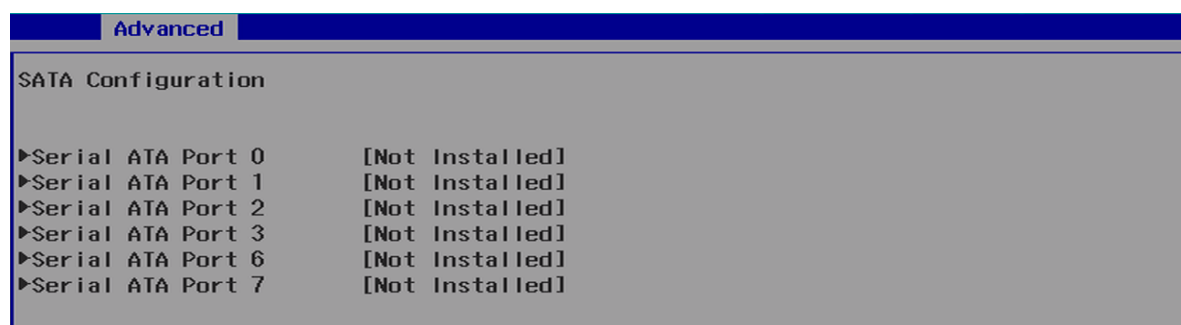 Advanced
SATA Configuration
▶Serial ATA Port 0 [Not Installed]
▶Serial ATA Port 1 [Not Installed]
▶Serial ATA Port 2 [Not Installed]
▶Serial ATA Port 3 [Not Installed]
▶Serial ATA Port 6 [Not Installed]
▶Serial ATA Port 7 [Not Installed]